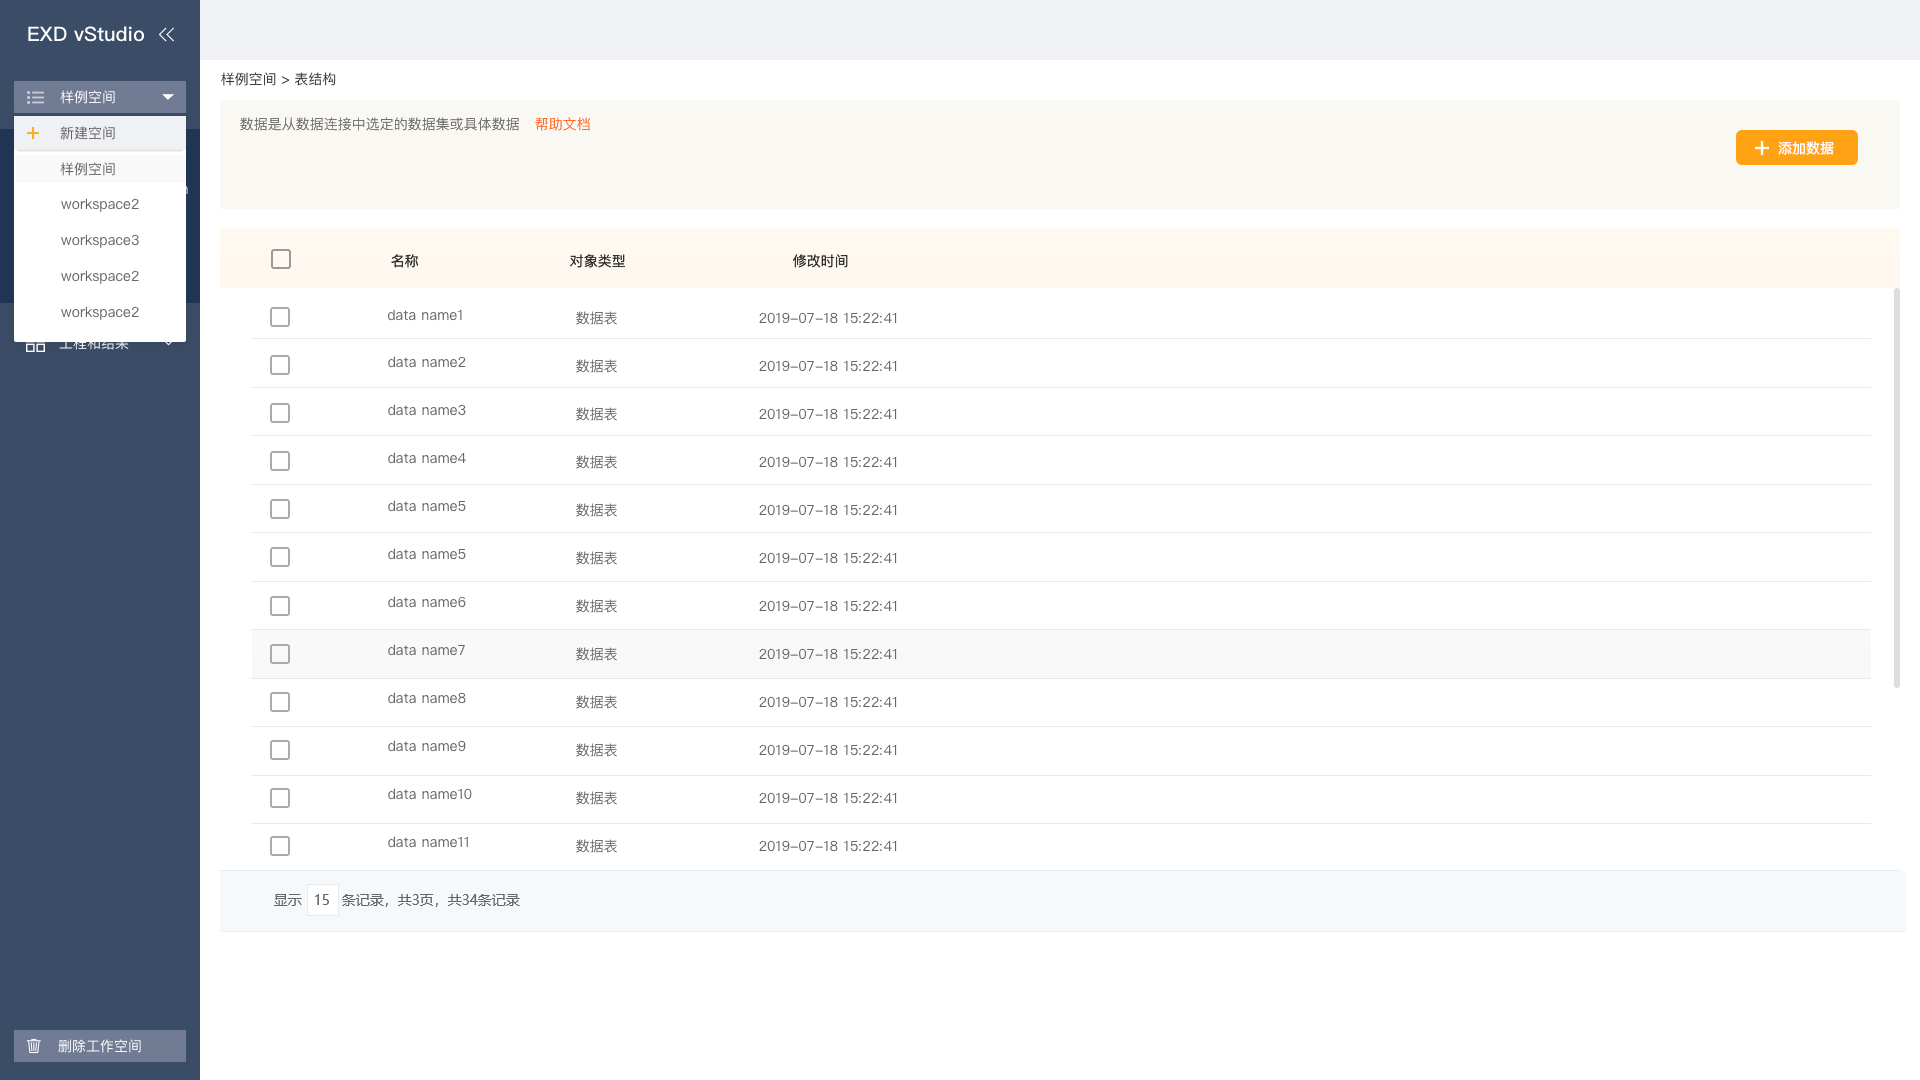 EXD vStudio
样例空间
新建空间
样例空间
workspace2
workspace3
workspace2
workspace2
工程和结果
删除工作空间
样例空间 > 表结构
数据是从数据连接中选定的数据集或具体数据 帮助文档
添加数据
名称 对象类型 修改时间
data name1 数据表 2019-07-18 15:22:41
data name2 数据表 2019-07-18 15:22:41
data name3 数据表 2019-07-18 15:22:41
data name4 数据表 2019-07-18 15:22:41
data name5 数据表 2019-07-18 15:22:41
data name5 数据表 2019-07-18 15:22:41
data name6 数据表 2019-07-18 15:22:41
data name7 数据表 2019-07-18 15:22:41
data name8 数据表 2019-07-18 15:22:41
data name9 数据表 2019-07-18 15:22:41
data name10 数据表 2019-07-18 15:22:41
data name11 数据表 2019-07-18 15:22:41
显示 15 条记录，共3页，共34条记录